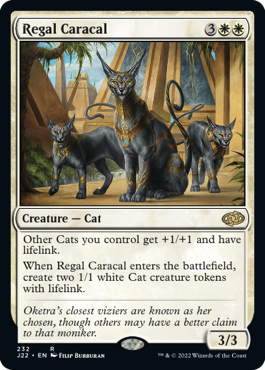 Regal Caracal 3
Creature — Cat
Other Cats you control get +1/+1 and have
lifelink.
When Regal Caracal enters the battlefield,
create two 1/1 white Cat creature tokens
with lifelink.
Oketra's closest viziers are known as her
chosen, though others may have a better claim
to that moniker.
3/3
232 R
J22 • EN Filip Burburan
™ & © 2022 Wizards of the Coast